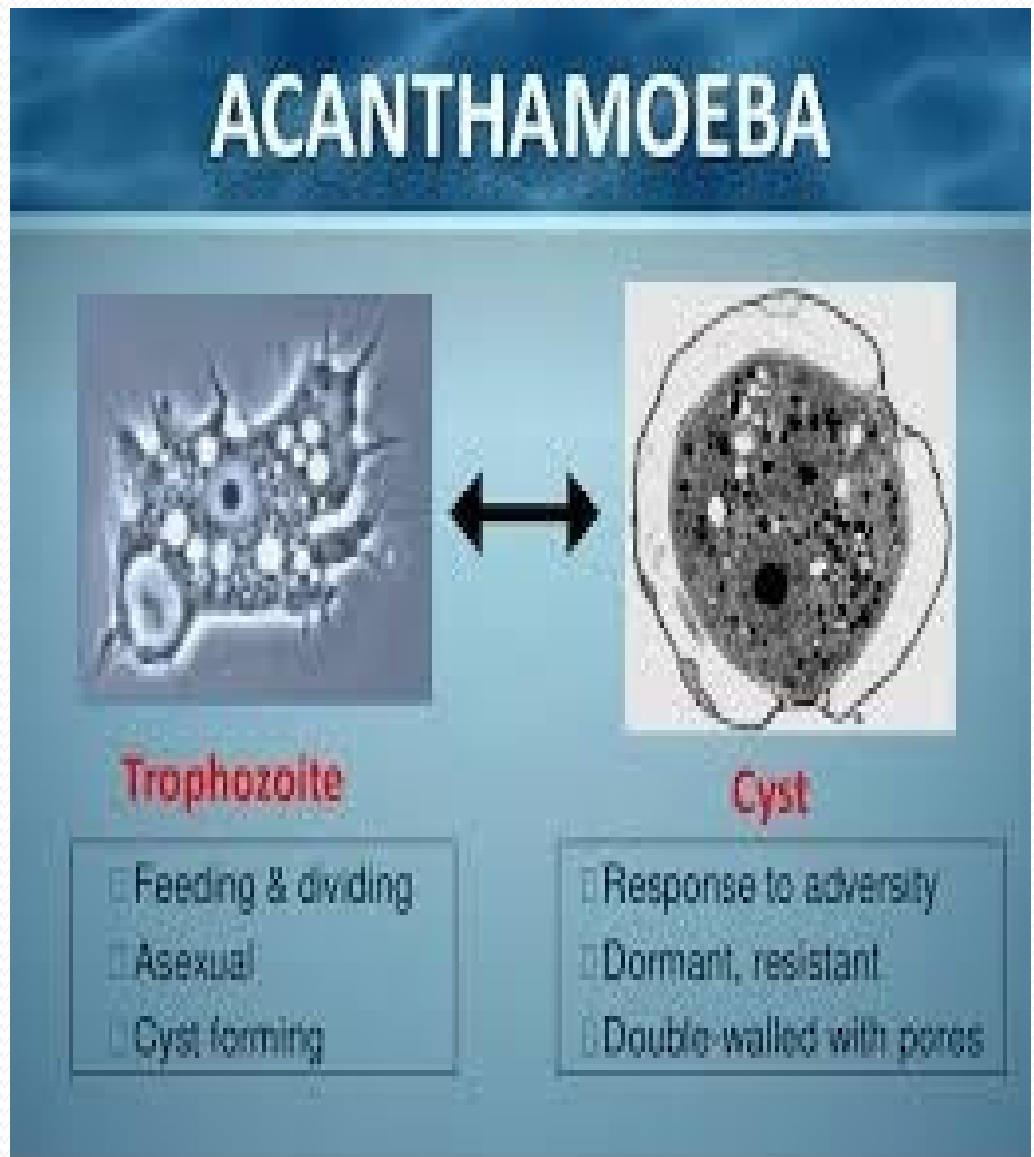 ACANTHAMOEBA
Trophozoite
Cyst
Feeding & dividing
Asexual
Cyst forming
Response to adversity
Dormant, resistant
Double-walled with pores